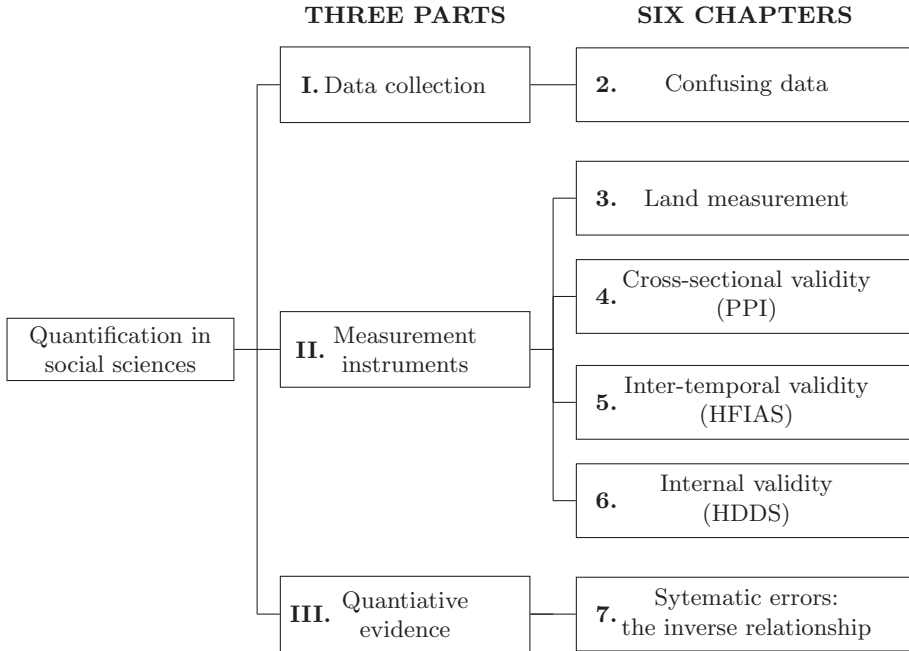 THREE PARTS
SIX CHAPTERS
Quantification in
social sciences
I. Data collection
2. Confusing data
II. Measurement
instruments
3. Land measurement
4. Cross-sectional validity
(PPI)
5. Inter-temporal validity
(HFIAS)
6. Internal validity
(HDDS)
III. Quantiative
evidence
7. Sytematic errors:
the inverse relationship